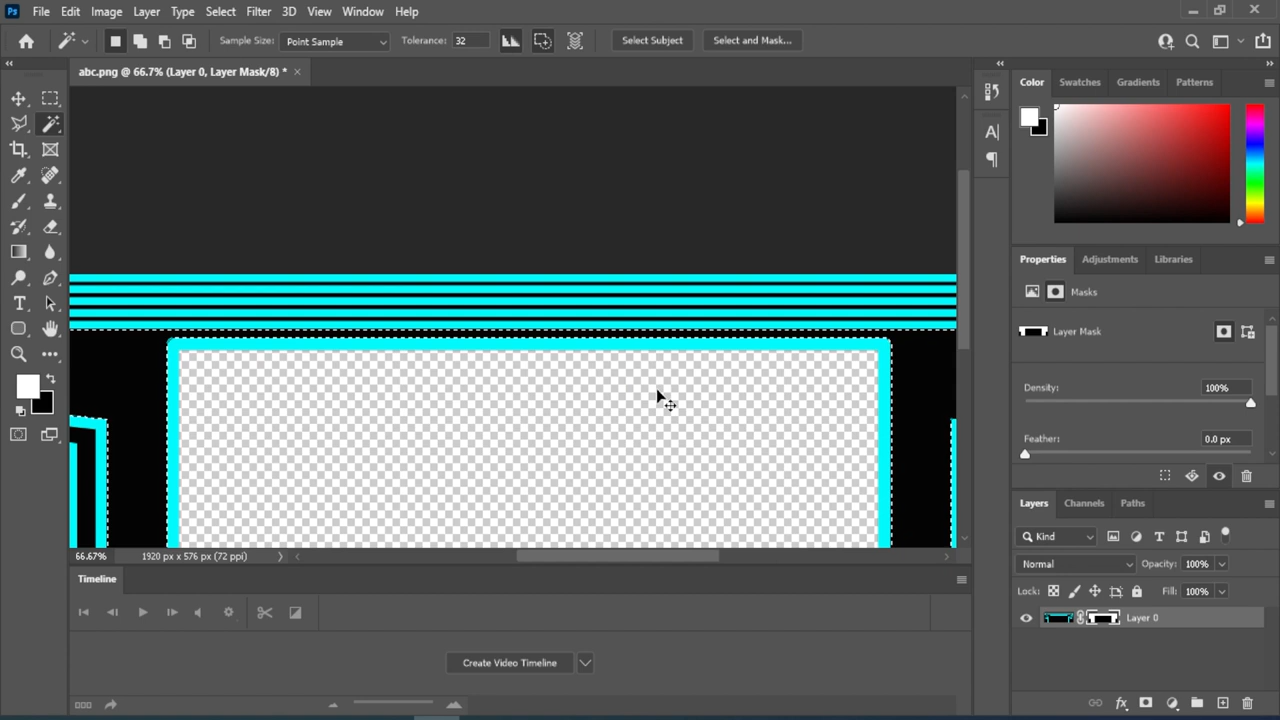 Ps File Edit Image Layer Type Select Filter 3D View Window Help
Sample Size: Point Sample Tolerance: 32 Select Subject Select and Mask...
abc.png @ 66.7% (Layer 0, Layer Mask/8) * ×
Color Swatches Gradients Patterns
Properties Adjustments Libraries
Masks
Layer Mask
Density: 100%
Feather: 0.0 px
Layers Channels Paths
Kind
Normal Opacity: 100%
Lock: Fill: 100%
Layer 0
66.67% 1920 px x 576 px (72 ppi)
Timeline
Create Video Timeline